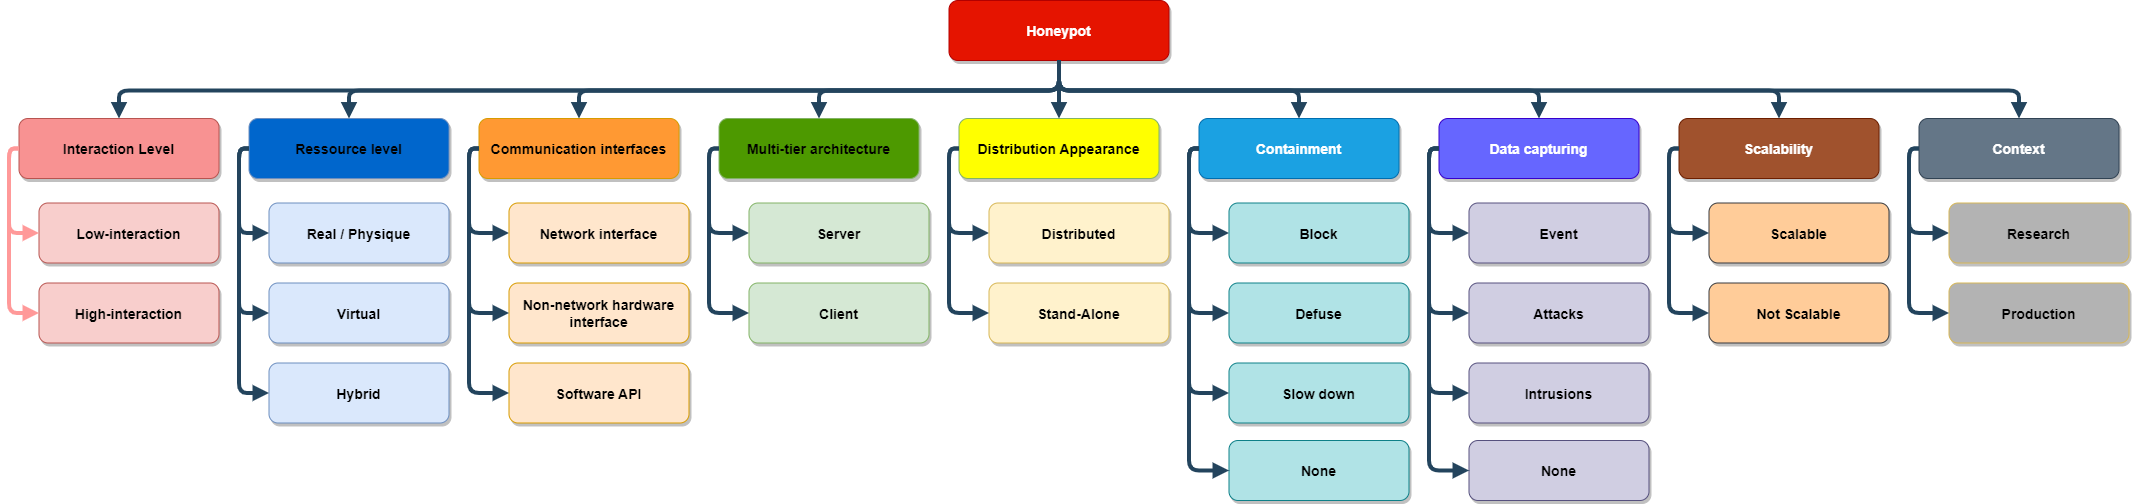 Honeypot
Interaction Level
Ressource level
Communication interfaces
Multi-tier architecture
Distribution Appearance
Containment
Data capturing
Scalability
Context
Low-interaction
Real / Physique
Network interface
Server
Distributed
Block
Event
Scalable
Research
High-interaction
Virtual
Non-network hardware
interface
Client
Stand-Alone
Defuse
Attacks
Not Scalable
Production
Hybrid
Software API
Slow down
Intrusions
None
None